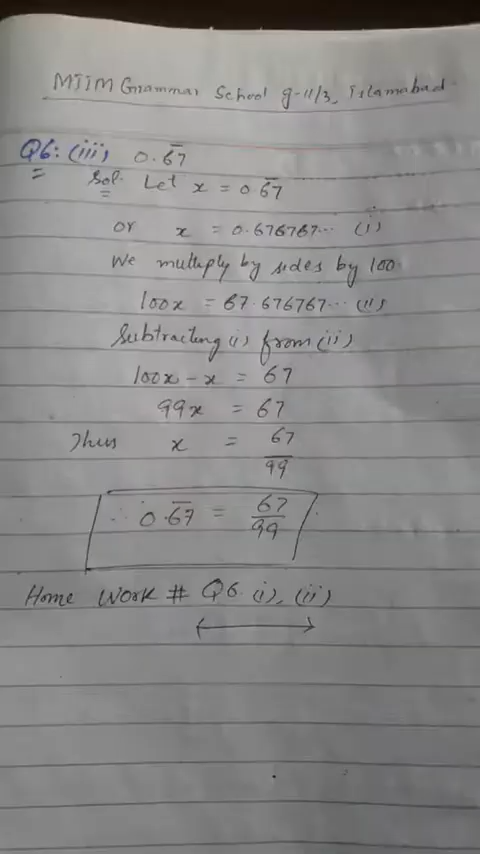 MTTM Grammar School g-11/3, Islamabad.
Q6: (iii) 0.6̅7̅
Sol. Let x = 0.6̅7̅
or x = 0.676767... (i)
We multiply by sides by 100.
100x = 67.676767... (ii)
Subtracting (i) from (ii)
100x - x = 67
99x = 67
Thus x = 67/99
∴ 0.6̅7̅ = 67/99
Home Work # Q6. (i), (ii)